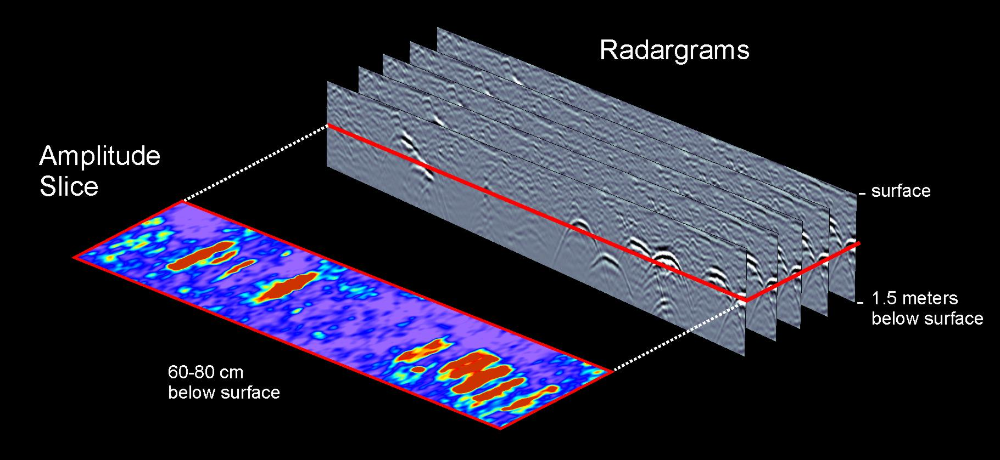 Radargrams
Amplitude
Slice
surface
1.5 meters
below surface
60-80 cm
below surface